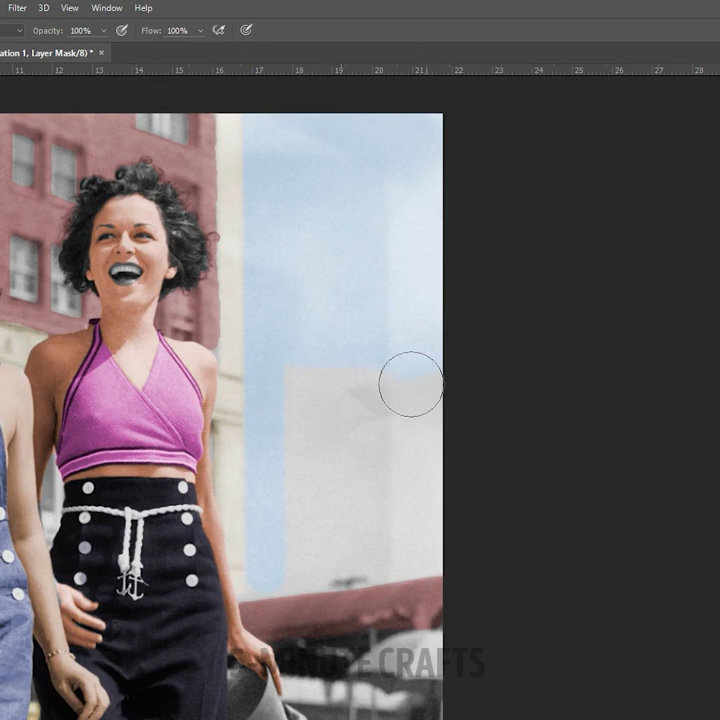 Filter 3D View Window Help
Opacity: 100% Flow: 100%
ation 1, Layer Mask/8) * ×
11 12 13 14 15 16 17 18 19 20 21 22 23 24 25 26 27 28
CRAFTS